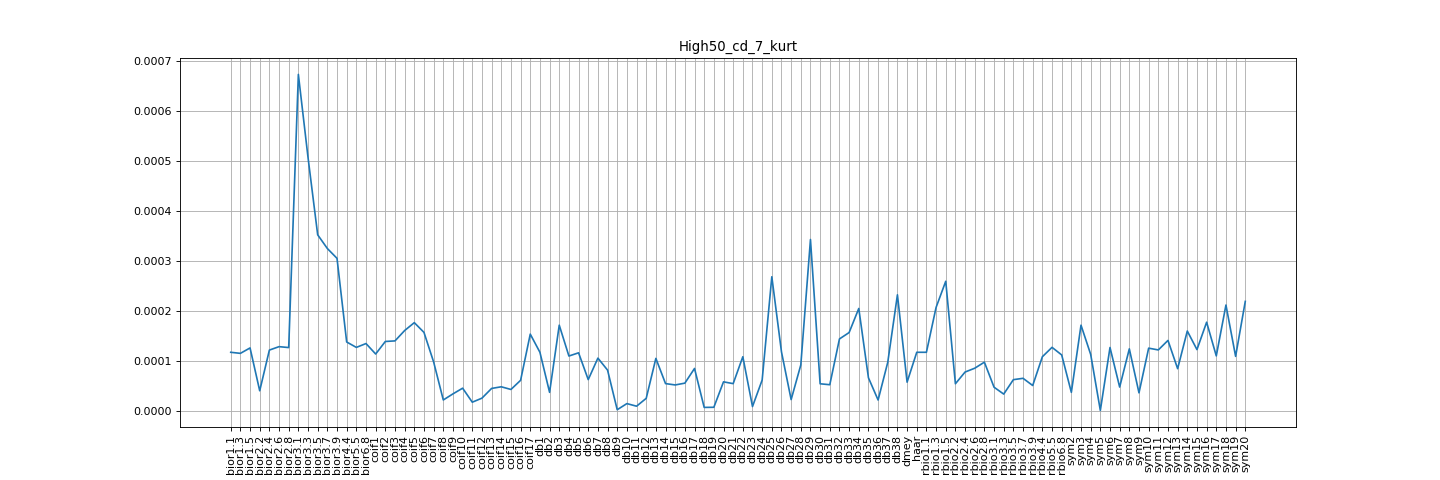 High50_cd_7_kurt
0.0007
0.0006
0.0005
0.0004
0.0003
0.0002
0.0001
0.0000
bior1.1
bior1.3
bior1.5
bior2.2
bior2.4
bior2.6
bior2.8
bior3.1
bior3.3
bior3.5
bior3.7
bior3.9
bior4.4
bior5.5
bior6.8
coif1
coif2
coif3
coif4
coif5
coif6
coif7
coif8
coif9
coif10
coif11
coif12
coif13
coif14
coif15
coif16
coif17
db1
db2
db3
db4
db5
db6
db7
db8
db9
db10
db11
db12
db13
db14
db15
db16
db17
db18
db19
db20
db21
db22
db23
db24
db25
db26
db27
db28
db29
db30
db31
db32
db33
db34
db35
db36
db37
db38
dmey
haar
rbio1.1
rbio1.3
rbio1.5
rbio2.2
rbio2.4
rbio2.6
rbio2.8
rbio3.1
rbio3.3
rbio3.5
rbio3.7
rbio3.9
rbio4.4
rbio5.5
rbio6.8
sym2
sym3
sym4
sym5
sym6
sym7
sym8
sym9
sym10
sym11
sym12
sym13
sym14
sym15
sym16
sym17
sym18
sym19
sym20